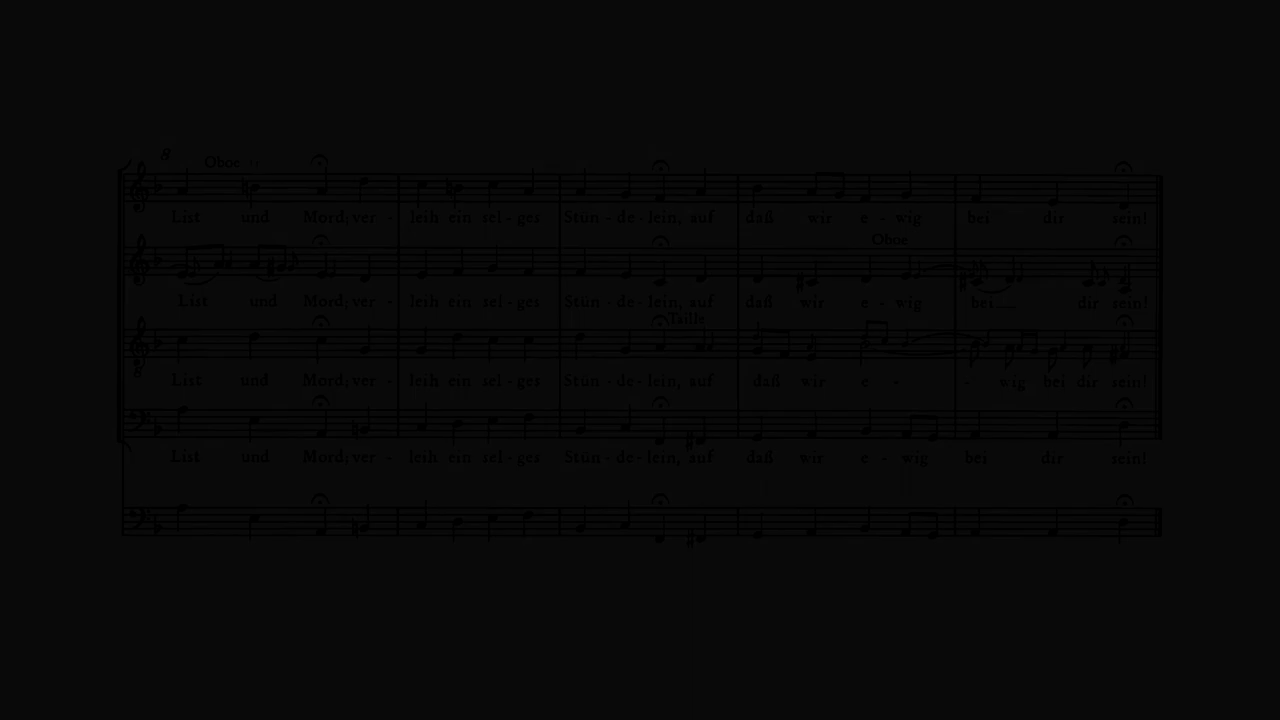 8
Oboe
List und Mord; ver - leih ein sel - ges Stün - de - lein, auf daß wir e - wig bei dir sein!
Oboe
List und Mord; ver - leih ein sel - ges Stün - de - lein, auf daß wir e - wig bei dir sein!
Taille
8
List und Mord; ver - leih ein sel - ges Stün - de - lein, auf daß wir e - - wig bei dir sein!
List und Mord; ver - leih ein sel - ges Stün - de - lein, auf daß wir e - wig bei dir sein!